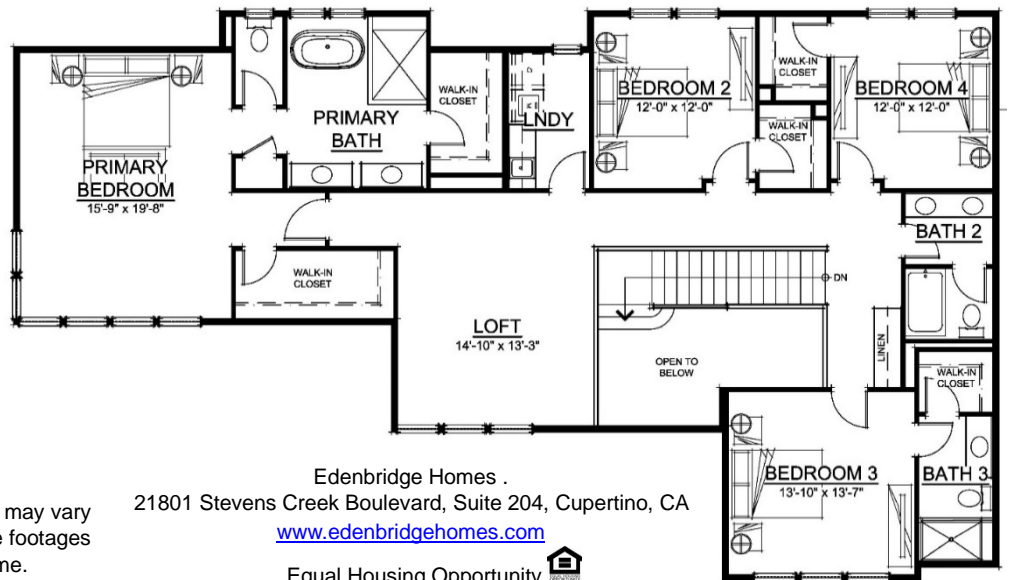 PRIMARY
BEDROOM
15'-9" x 19'-8"
PRIMARY
BATH
WALK-IN
CLOSET
WALK-IN
CLOSET
LNDY
D
BEDROOM 2
12'-0" x 12'-0"
WALK-IN
CLOSET
WALK-IN
CLOSET
BEDROOM 4
12'-0" x 12'-0"
BATH 2
DN
LOFT
14'-10" x 13'-3"
OPEN TO
BELOW
LINEN
WALK-IN
CLOSET
BEDROOM 3
13'-10" x 13'-7"
BATH 3
may vary
footages
Edenbridge Homes .
21801 Stevens Creek Boulevard, Suite 204, Cupertino, CA
www.edenbridgehomes.com
Equal Housing Opportunity